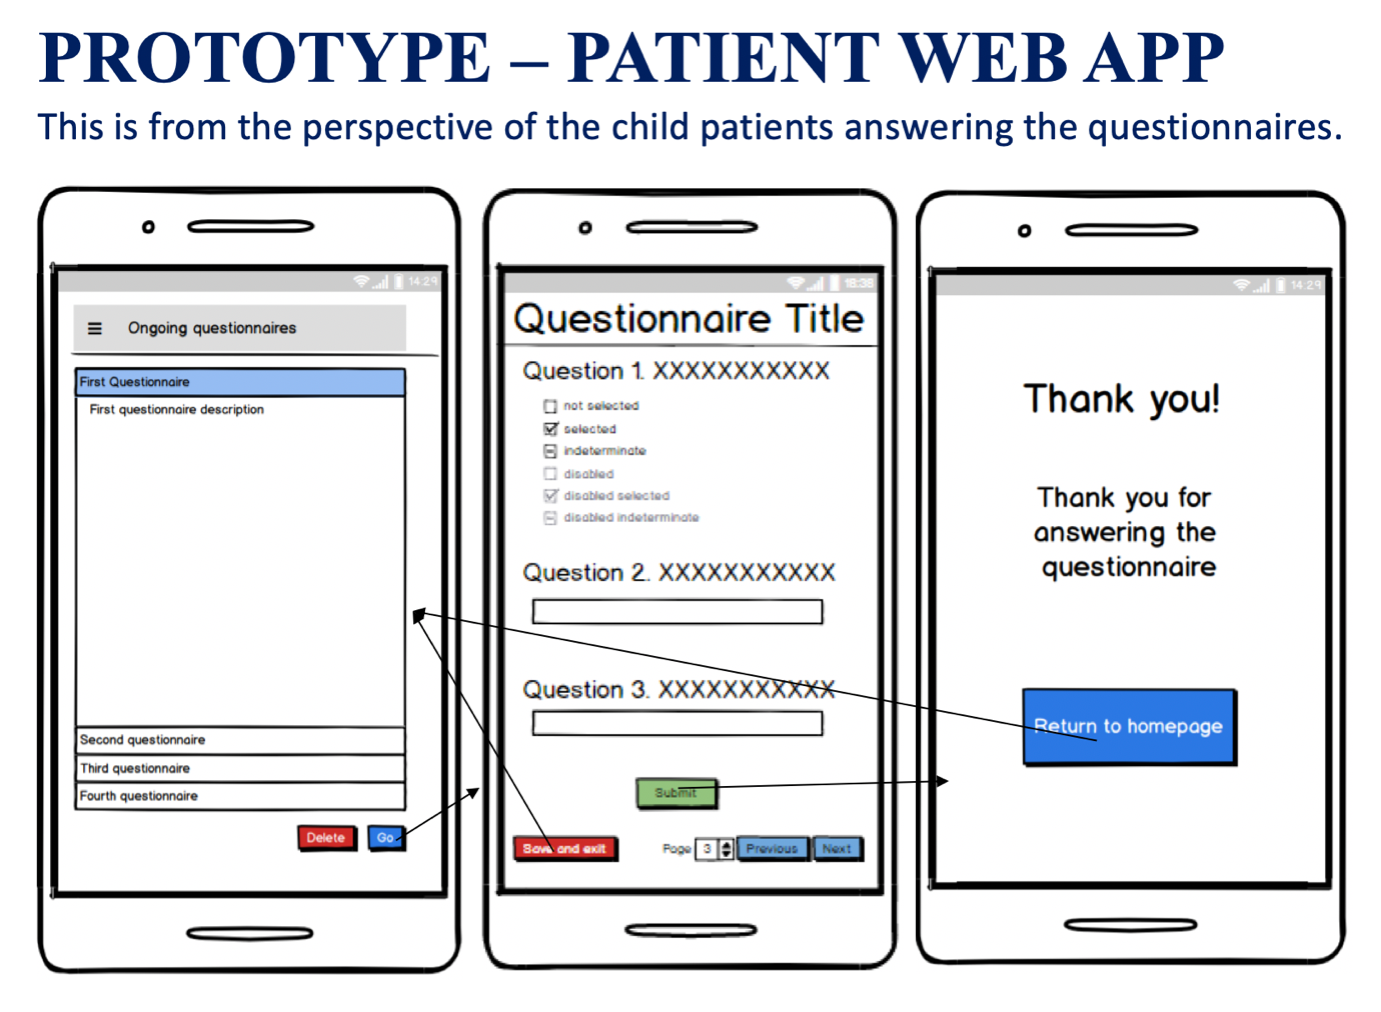 PROTOTYPE – PATIENT WEB APP
This is from the perspective of the child patients answering the questionnaires.
14:29
Ongoing questionnaires
First Questionnaire
First questionnaire description
Second questionnaire
Third questionnaire
Fourth questionnaire
Delete Go
18:38
Questionnaire Title
Question 1. XXXXXXXXXXX
not selected
selected
indeterminate
disabled
disabled selected
disabled indeterminate
Question 2. XXXXXXXXXXX
Question 3. XXXXXXXXXXX
Submit
Save and exit Page 3 Previous Next
14:29
Thank you!
Thank you for
answering the
questionnaire
Return to homepage